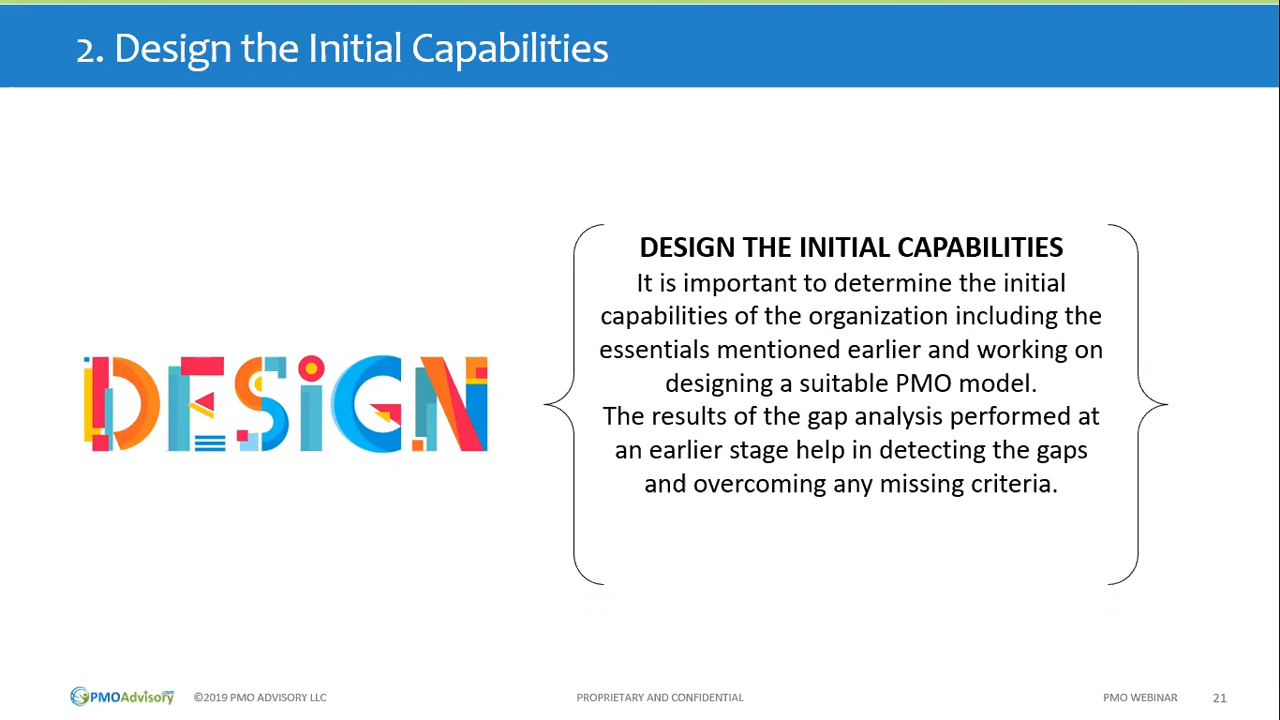 2. Design the Initial Capabilities
DESIGN
DESIGN THE INITIAL CAPABILITIES
It is important to determine the initial
capabilities of the organization including the
essentials mentioned earlier and working on
designing a suitable PMO model.
The results of the gap analysis performed at
an earlier stage help in detecting the gaps
and overcoming any missing criteria.
PMOAdvisory.com
©2019 PMO ADVISORY LLC
PROPRIETARY AND CONFIDENTIAL
PMO WEBINAR
21